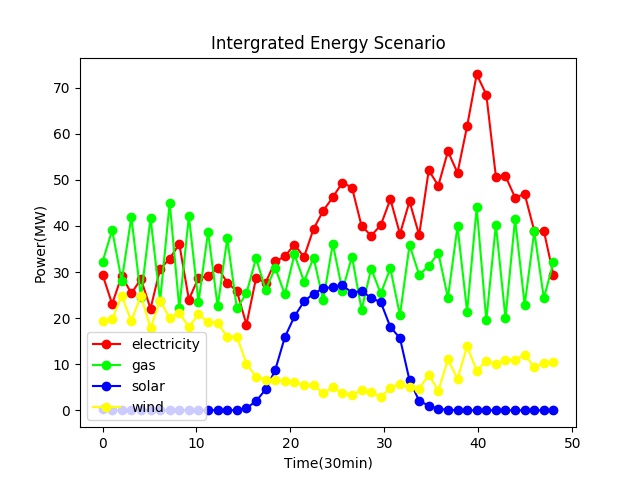 Intergrated Energy Scenario
Power(MW)
70
60
50
40
30
20
10
0
electricity
gas
solar
wind
0 10 20 30 40 50
Time(30min)